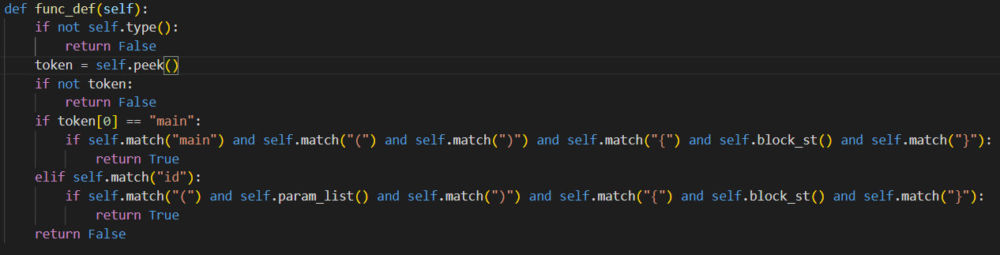 def func_def(self):
    if not self.type():
        return False
    token = self.peek()
    if not token:
        return False
    if token[0] == "main":
        if self.match("main") and self.match("(") and self.match(")") and self.match("{") and self.block_st() and self.match("}"):
            return True
    elif self.match("id"):
        if self.match("(") and self.param_list() and self.match(")") and self.match("{") and self.block_st() and self.match("}"):
            return True
    return False